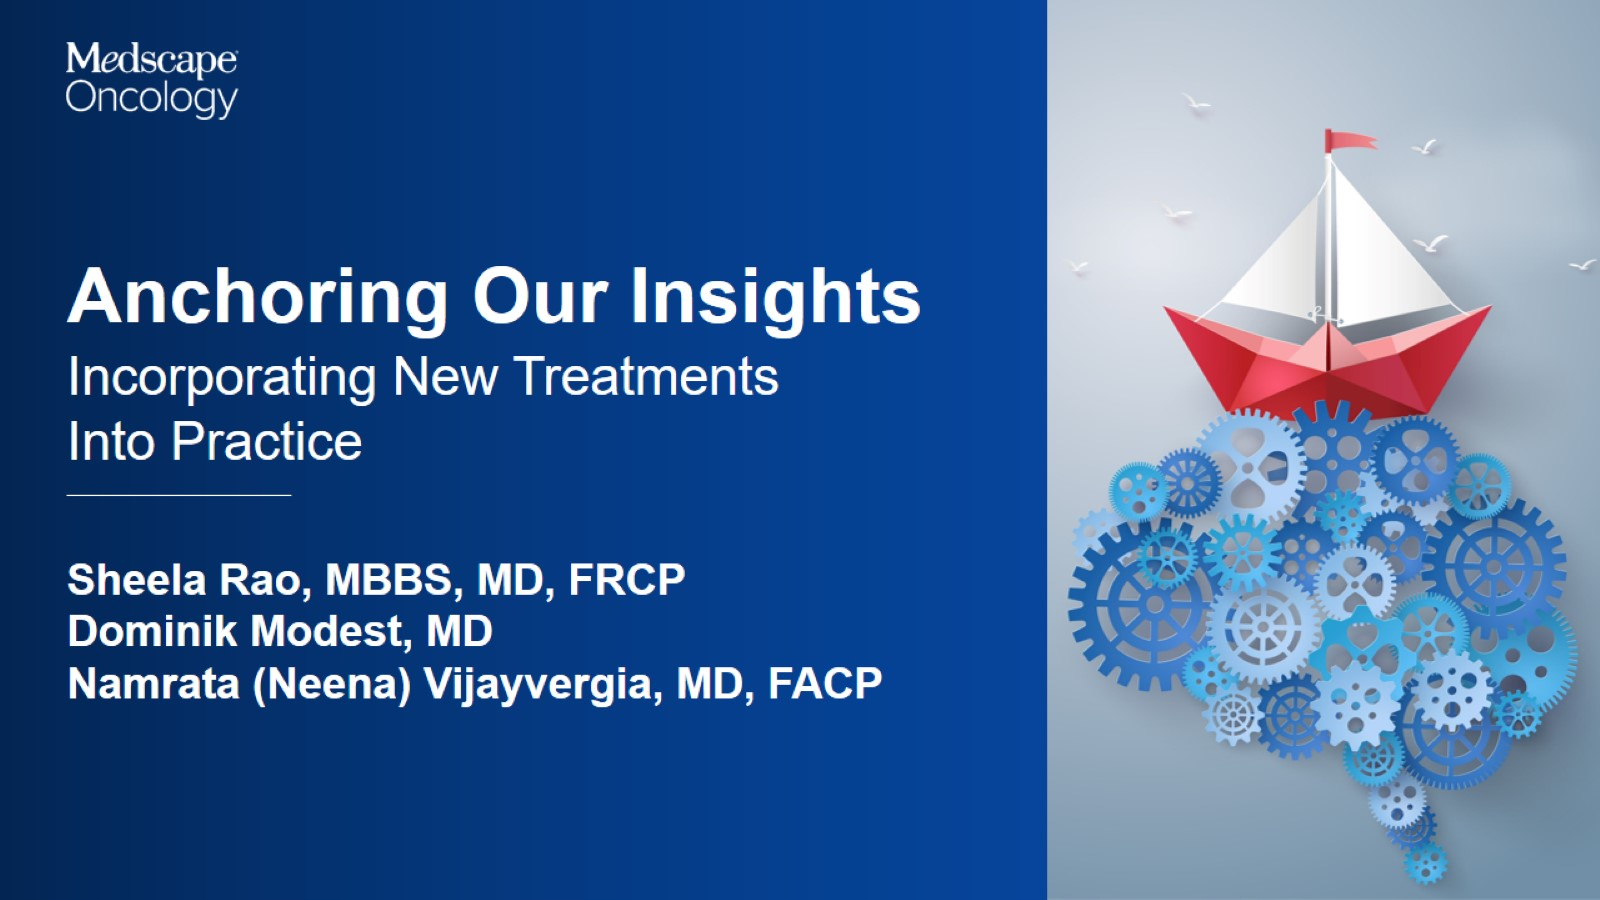 Medscape
Oncology
Anchoring Our Insights
Incorporating New Treatments
Into Practice
Sheela Rao, MBBS, MD, FRCP
Dominik Modest, MD
Namrata (Neena) Vijayvergia, MD, FACP